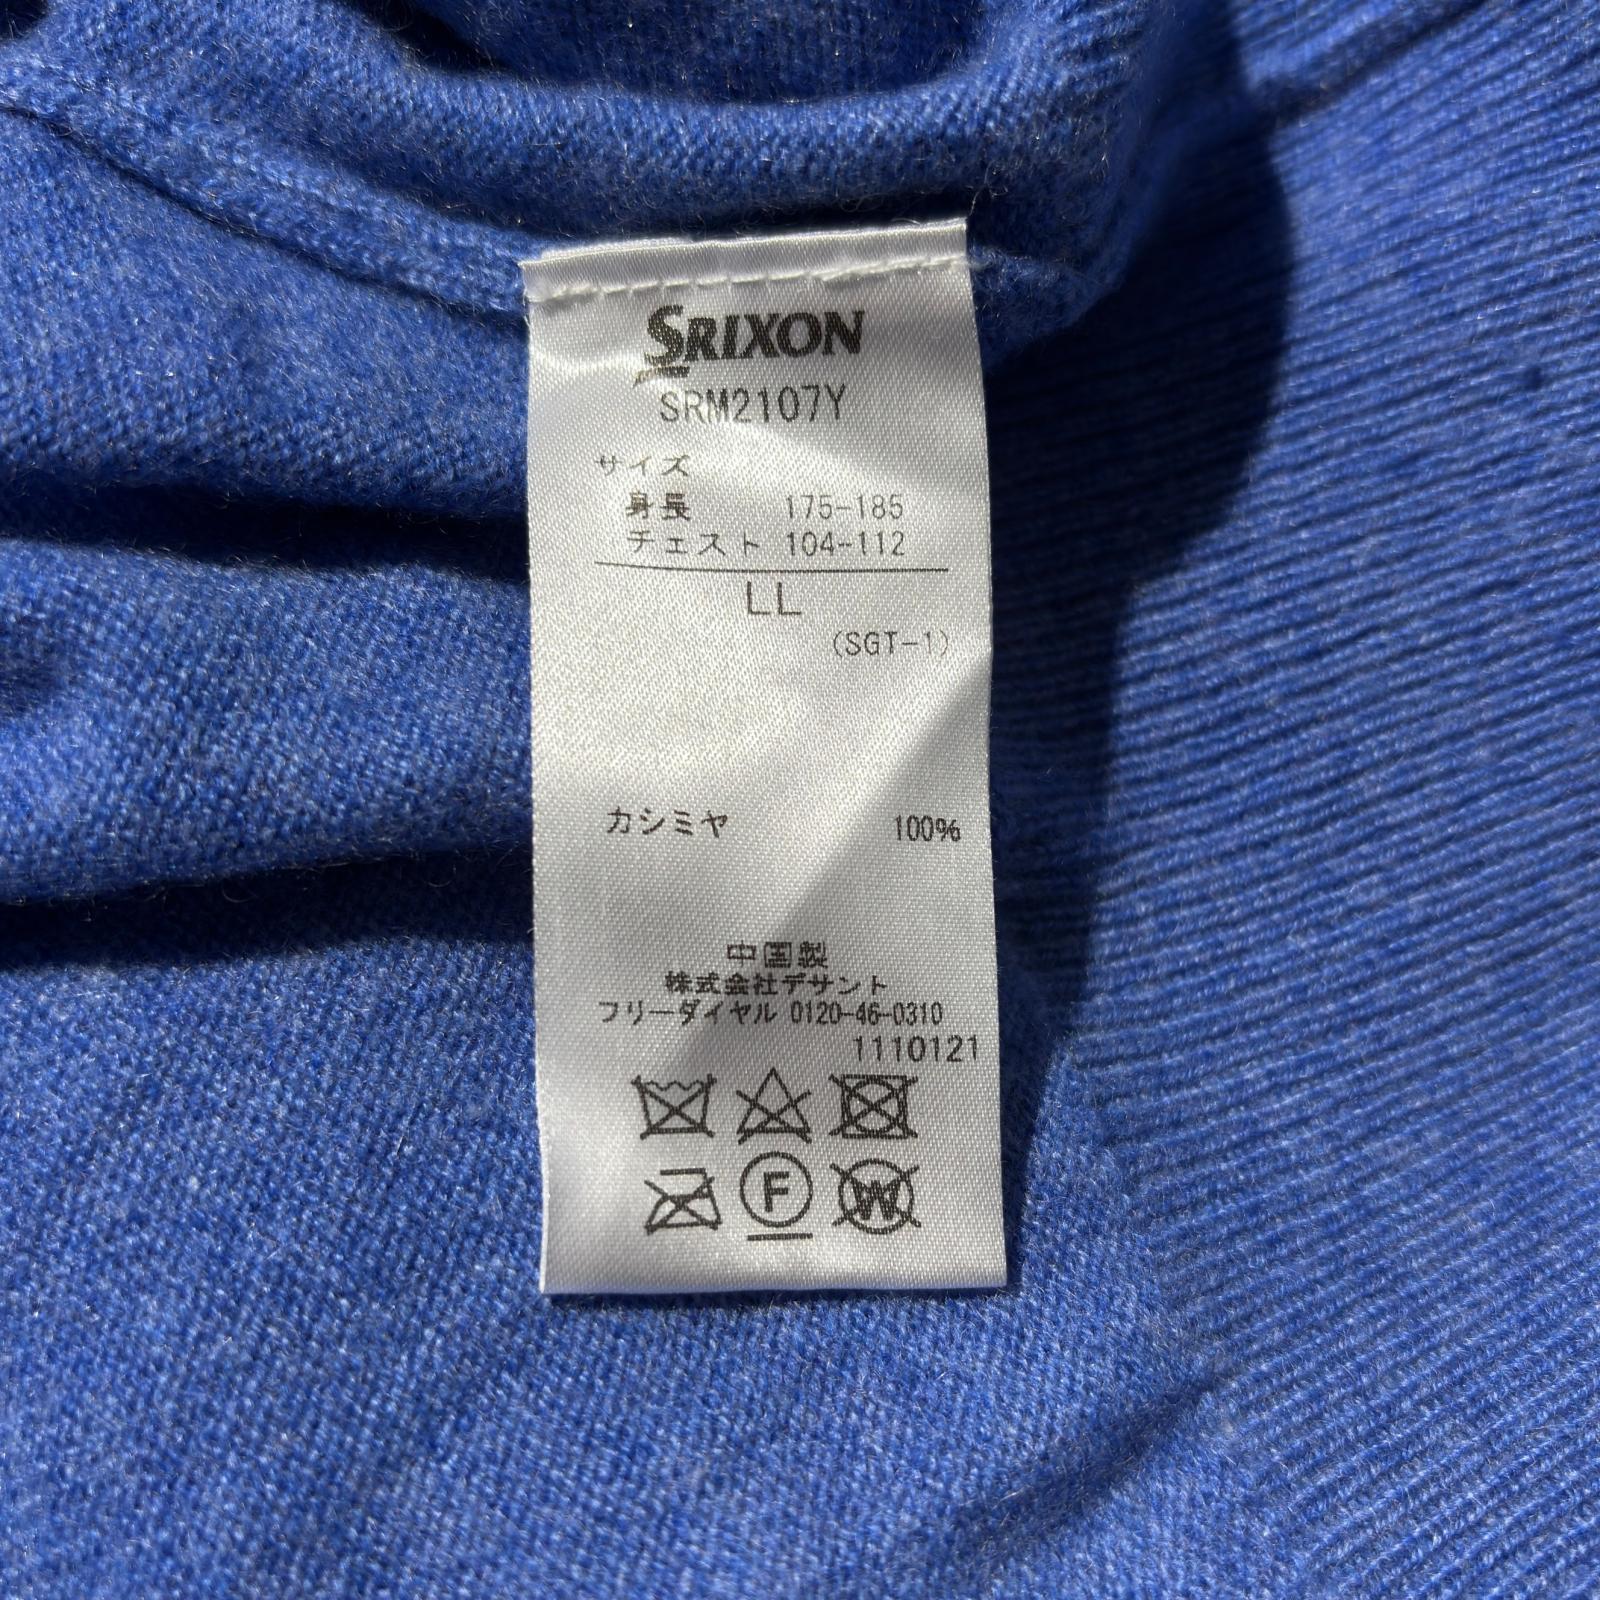 SRIXON
SRM2107Y
サイズ
身長 175-185
チェスト 104-112
LL
(SGT-1)
カシミヤ 100%
中国製
株式会社デサント
フリーダイヤル 0120-46-0310
1110121
F W